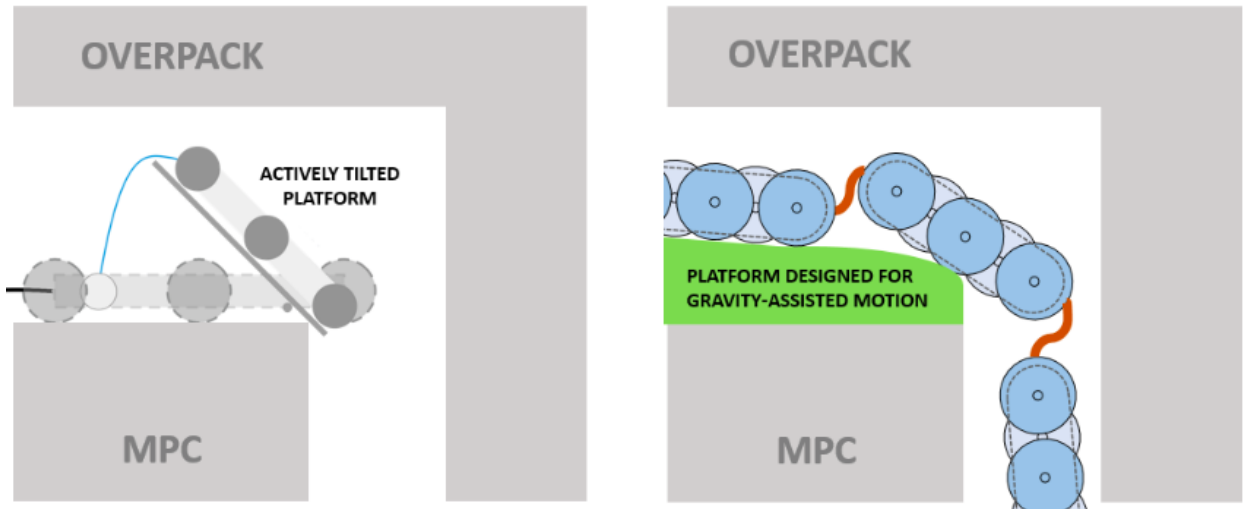 OVERPACK
ACTIVELY TILTED
PLATFORM
MPC
OVERPACK
PLATFORM DESIGNED FOR
GRAVITY-ASSISTED MOTION
MPC